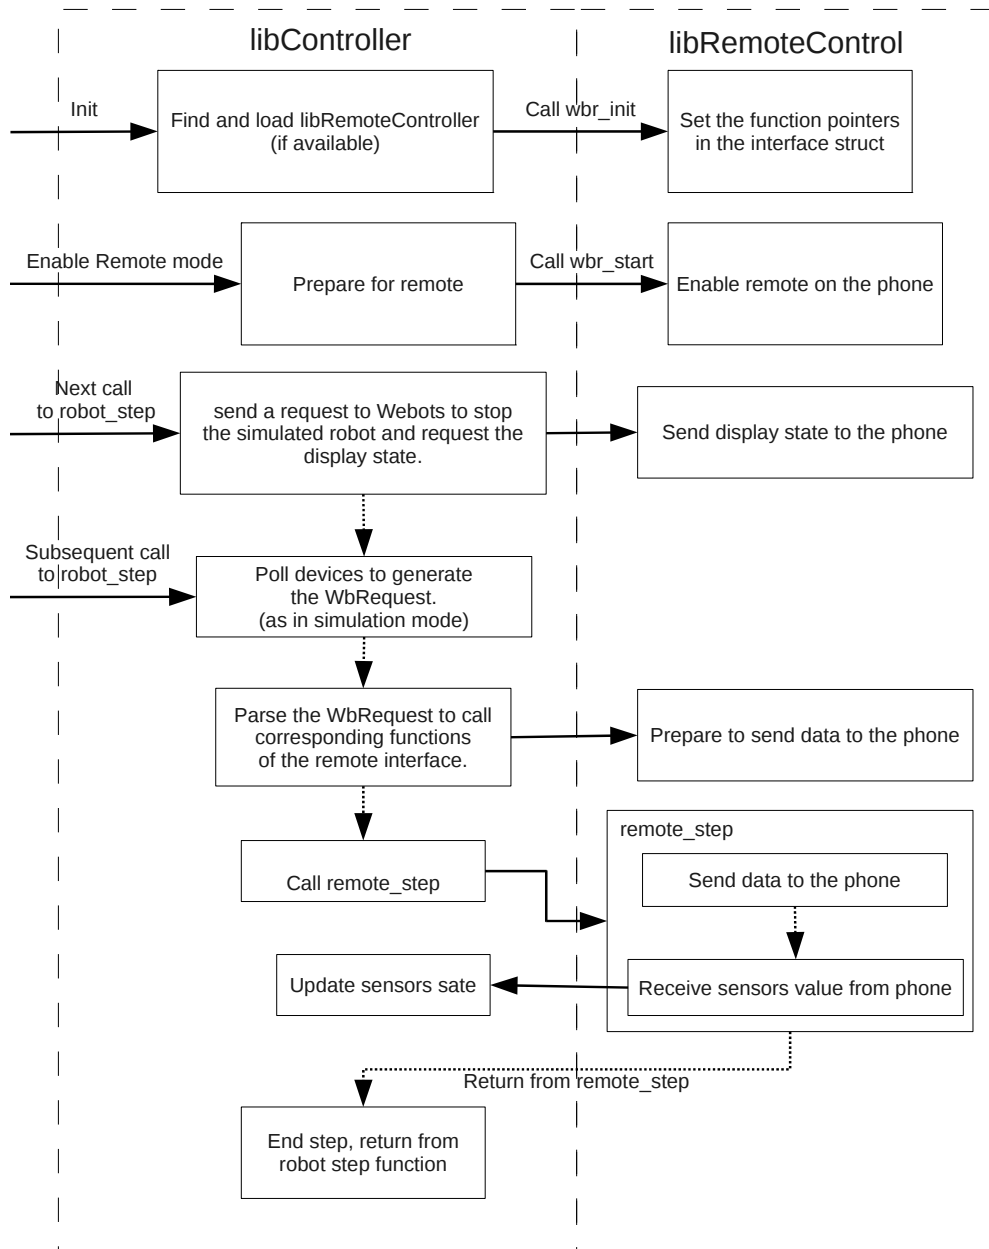 libController
libRemoteControl
Init
Find and load libRemoteController
(if available)
Call wbr_init
Set the function pointers
in the interface struct
Enable Remote mode
Prepare for remote
Call wbr_start
Enable remote on the phone
Next call
to robot_step
send a request to Webots to stop
the simulated robot and request the
display state.
Send display state to the phone
Subsequent call
to robot_step
Poll devices to generate
the WbRequest.
(as in simulation mode)
Parse the WbRequest to call
corresponding functions
of the remote interface.
Prepare to send data to the phone
Call remote_step
remote_step
Send data to the phone
Receive sensors value from phone
Update sensors sate
Return from remote_step
End step, return from
robot step function